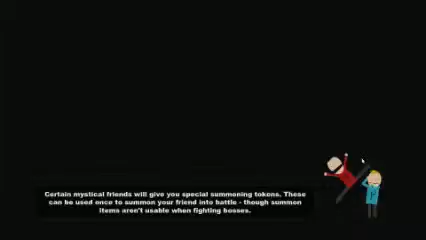 Certain mystical friends will give you special summoning tokens. These
can be used once to summon your friend into battle - though summon
items aren't usable when fighting bosses.